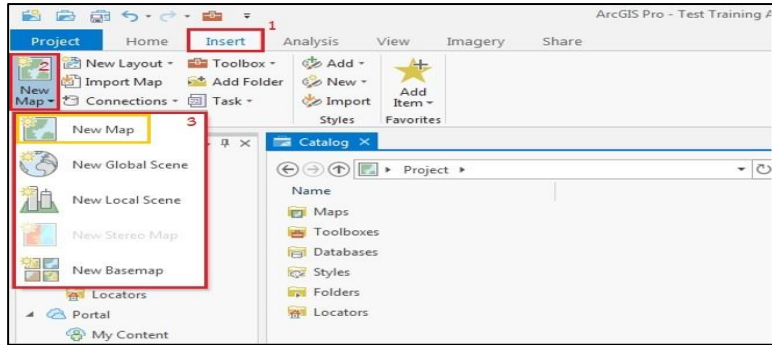 ArcGIS Pro - Test Training A
1
Project Home Insert Analysis View Imagery Share
2
New Map
New Layout Toolbox Add
Import Map Add Folder New
Connections Task Import
Add Item
Styles Favorites
3
New Map
New Global Scene
New Local Scene
New Stereo Map
New Basemap
Locators
Portal
My Content
Catalog
Project
Name
Maps
Toolboxes
Databases
Styles
Folders
Locators